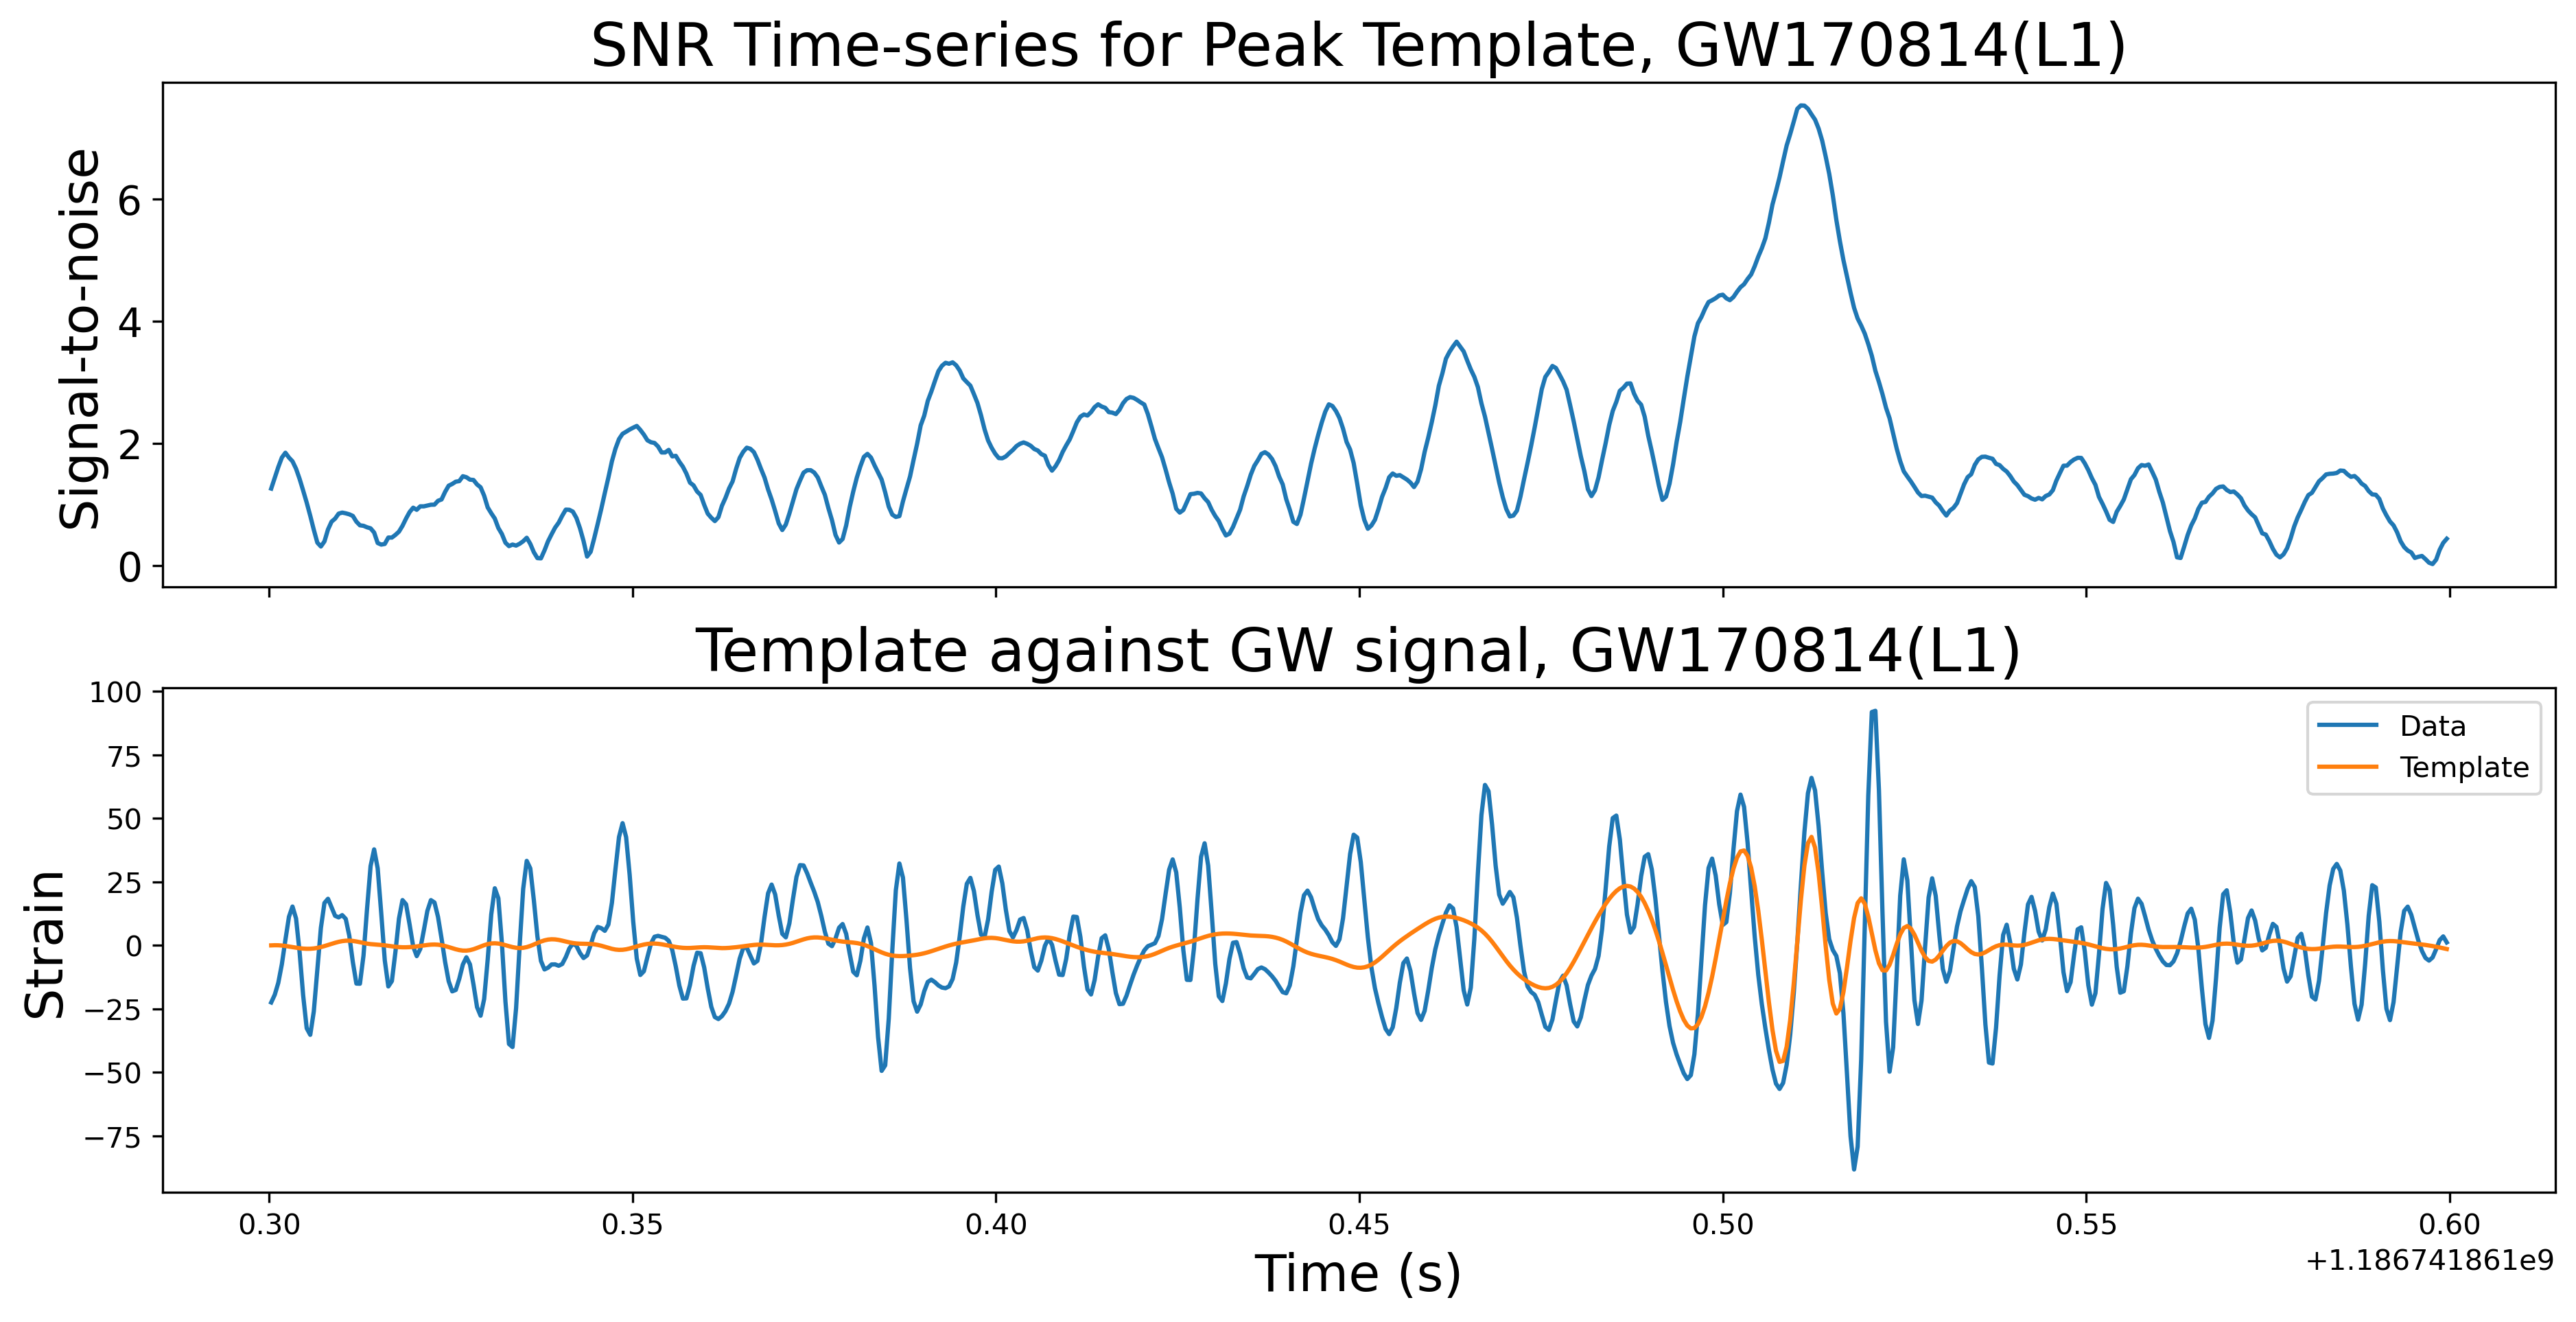 SNR Time-series for Peak Template, GW170814(L1)
Signal-to-noise
6
4
2
0
Template against GW signal, GW170814(L1)
Strain
100
75
50
25
0
−25
−50
−75
Data
Template
0.30 0.35 0.40 0.45 0.50 0.55 0.60
+1.186741861e9
Time (s)